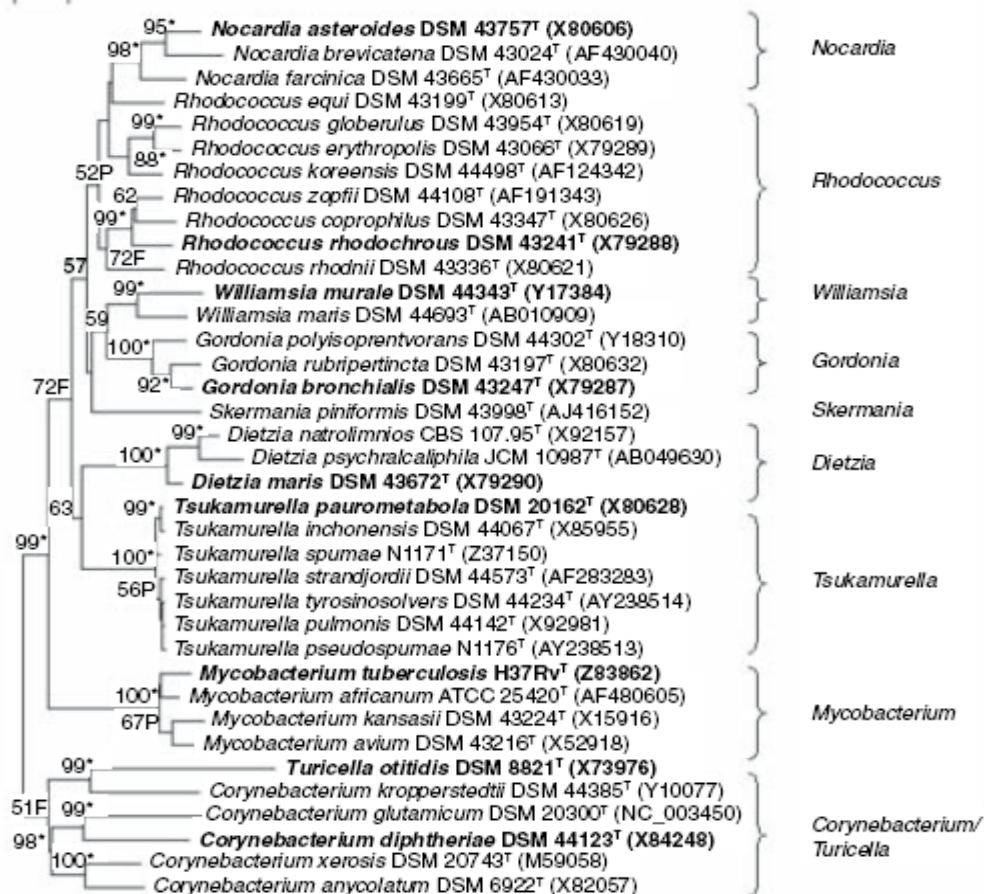 95*
Nocardia asteroides DSM 43757ᵀ (X80606)
98*
Nocardia brevicatena DSM 43024ᵀ (AF430040)
Nocardia
Nocardia farcinica DSM 43665ᵀ (AF430033)
Rhodococcus equi DSM 43199ᵀ (X80613)
99*
Rhodococcus globerulus DSM 43954ᵀ (X80619)
Rhodococcus erythropolis DSM 43066ᵀ (X79289)
88*
Rhodococcus koreensis DSM 44498ᵀ (AF124342)
52P
Rhodococcus
62
Rhodococcus zopfii DSM 44108ᵀ (AF191343)
99*
Rhodococcus coprophilus DSM 43347ᵀ (X80626)
Rhodococcus rhodochrous DSM 43241ᵀ (X79288)
72F
Rhodococcus rhodnii DSM 43336ᵀ (X80621)
57
99*
Williamsia murale DSM 44343ᵀ (Y17384)
Williamsia
Williamsia maris DSM 44693ᵀ (AB010909)
59
Gordonia polyisoprentvorans DSM 44302ᵀ (Y18310)
100*
Gordonia rubripertincta DSM 43197ᵀ (X80632)
Gordonia
92*
Gordonia bronchialis DSM 43247ᵀ (X79287)
72F
Skermania piniformis DSM 43998ᵀ (AJ416152)
Skermania
99*
Dietzia natrolimnios CBS 107.95ᵀ (X92157)
100*
Dietzia psychralcaliphila JCM 10987ᵀ (AB049630)
Dietzia
Dietzia maris DSM 43672ᵀ (X79290)
63
99*
Tsukamurella paurometabola DSM 20162ᵀ (X80628)
Tsukamurella inchonensis DSM 44067ᵀ (X85955)
99*
100*
Tsukamurella spumae N1171ᵀ (Z37150)
Tsukamurella strandjordii DSM 44573ᵀ (AF283283)
Tsukamurella
56P
Tsukamurella tyrosinosolvers DSM 44234ᵀ (AY238514)
Tsukamurella pulmonis DSM 44142ᵀ (X92981)
Tsukamurella pseudospumae N1176ᵀ (AY238513)
Mycobacterium tuberculosis H37Rvᵀ (Z83862)
100*
Mycobacterium africanum ATCC 25420ᵀ (AF480605)
Mycobacterium
67P
Mycobacterium kansasii DSM 43224ᵀ (X15916)
Mycobacterium avium DSM 43216ᵀ (X52918)
99*
Turicella otitidis DSM 8821ᵀ (X73976)
Corynebacterium kropperstedtii DSM 44385ᵀ (Y10077)
51F
99*
Corynebacterium glutamicum DSM 20300ᵀ (NC_003450)
Corynebacterium/
Turicella
98*
Corynebacterium diphtheriae DSM 44123ᵀ (X84248)
100*
Corynebacterium xerosis DSM 20743ᵀ (M59058)
Corynebacterium anycolatum DSM 6922ᵀ (X82057)